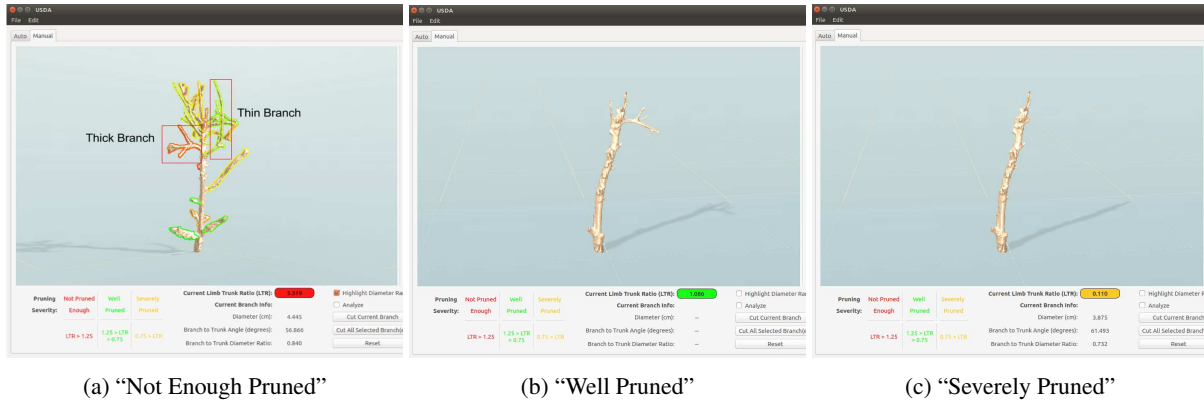 USDA
File Edit
Auto Manual
Thick Branch
Thin Branch
Pruning Severity:
Not Pruned Enough
Well Pruned
Severely Pruned
LTR > 1.25
1.25 > LTR > 0.75
0.75 > LTR
Current Limb Trunk Ratio (LTR):
Current Branch Info:
Diameter (cm): 4.445
Branch to Trunk Angle (degrees): 56.866
Branch to Trunk Diameter Ratio: 0.840
Highlight Diameter Ra
Analyze
Cut Current Branch
Cut All Selected Branch(e
Reset
(a) “Not Enough Pruned”
USDA
File Edit
Auto Manual
Pruning Severity:
Not Pruned Enough
Well Pruned
Severely Pruned
LTR > 1.25
1.25 > LTR > 0.75
0.75 > LTR
Current Limb Trunk Ratio (LTR): 1.086
Current Branch Info:
Diameter (cm): --
Branch to Trunk Angle (degrees): --
Branch to Trunk Diameter Ratio: --
Highlight Diameter Ra
Analyze
Cut Current Branch
Cut All Selected Branch(e
Reset
(b) “Well Pruned”
USDA
File Edit
Auto Manual
Pruning Severity:
Not Pruned Enough
Well Pruned
Severely Pruned
LTR > 1.25
1.25 > LTR > 0.75
0.75 > LTR
Current Limb Trunk Ratio (LTR): 0.110
Current Branch Info:
Diameter (cm): 3.875
Branch to Trunk Angle (degrees): 61.493
Branch to Trunk Diameter Ratio: 0.732
Highlight Diameter R
Analyze
Cut Current Branch
Cut All Selected Branch
Reset
(c) “Severely Pruned”